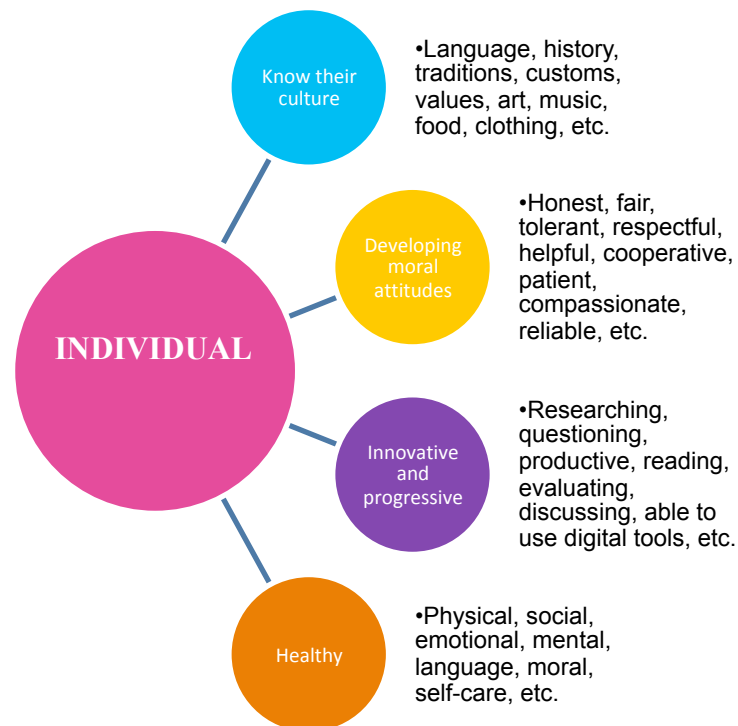 Know their
culture
•Language, history,
traditions, customs,
values, art, music,
food, clothing, etc.
Developing
moral
attitudes
•Honest, fair,
tolerant, respectful,
helpful, cooperative,
patient,
compassionate,
reliable, etc.
INDIVIDUAL
Innovative
and
progressive
•Researching,
questioning,
productive, reading,
evaluating,
discussing, able to
use digital tools, etc.
Healthy
•Physical, social,
emotional, mental,
language, moral,
self-care, etc.